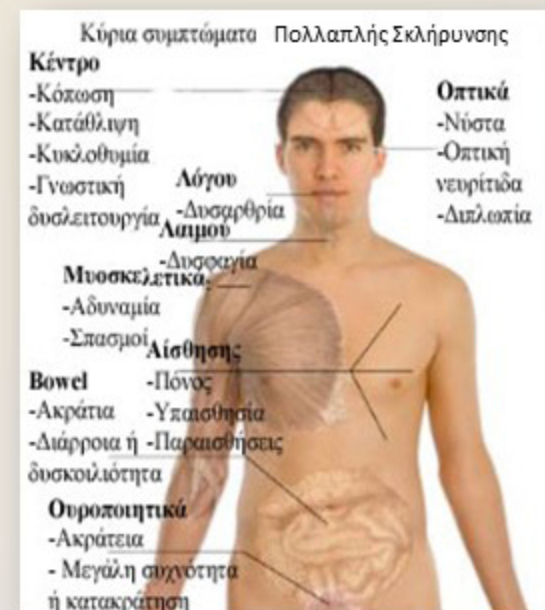 Κύρια συμπτώματα Πολλαπλής Σκλήρυνσης
Κέντρο
-Κόπωση
-Κατάθλιψη
-Κυκλοθυμία
-Γνωστική
δυσλειτουργία
Οπτικά
-Νύστα
-Οπτική
νευρίτιδα
-Διπλωπία
Λόγου
-Δυσαρθρία
Λαιμού
-Δυσφαγία
Μυοσκελετικά:
-Αδυναμία
-Σπασμοί
Αίσθησης
-Πόνος
-Υπαισθησία
-Παραισθήσεις
Bowel
-Ακράτια
-Διάρροια ή
δυσκοιλιότητα
Ουροποιητικά
-Ακράτεια
- Μεγάλη συχνότητα
ή κατακράτηση